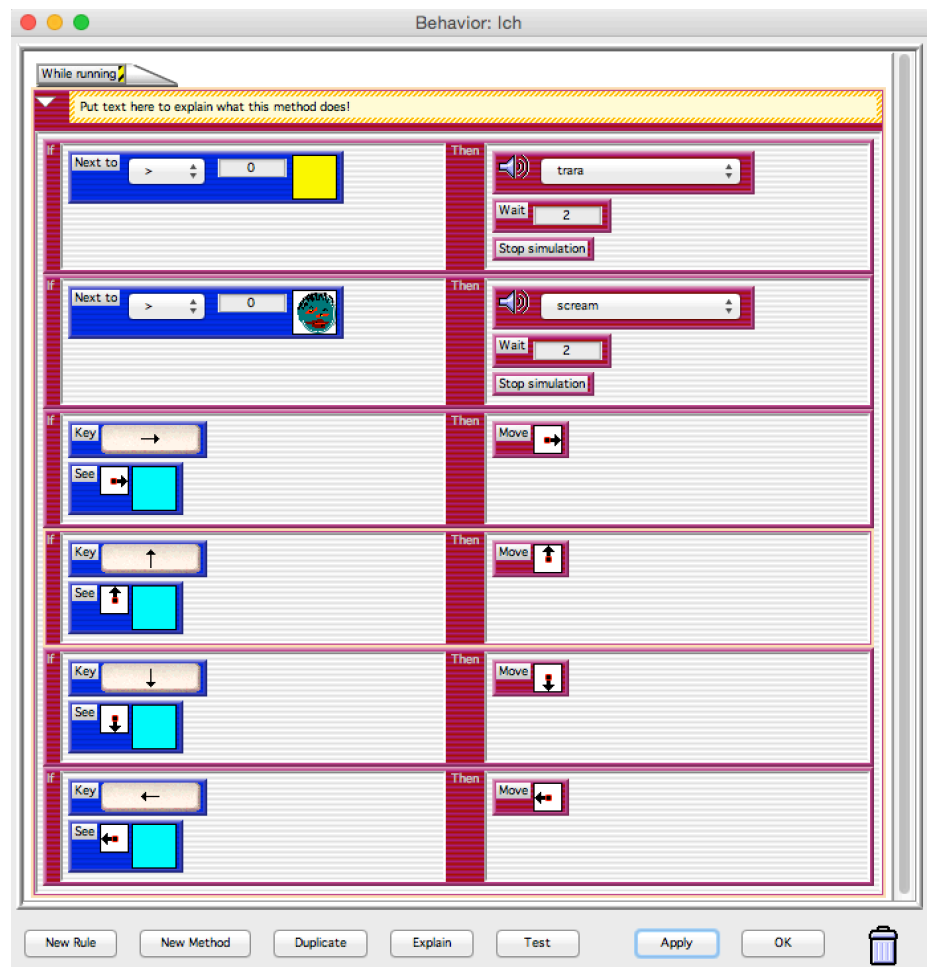 Behavior: Ich
While running
Put text here to explain what this method does!
If
Next to > 0
Then
trara
Wait 2
Stop simulation
If
Next to > 0
Then
scream
Wait 2
Stop simulation
If
Key →
See
Then
Move
If
Key ↑
See
Then
Move
If
Key ↓
See
Then
Move
If
Key ←
See
Then
Move
New Rule New Method Duplicate Explain Test Apply OK